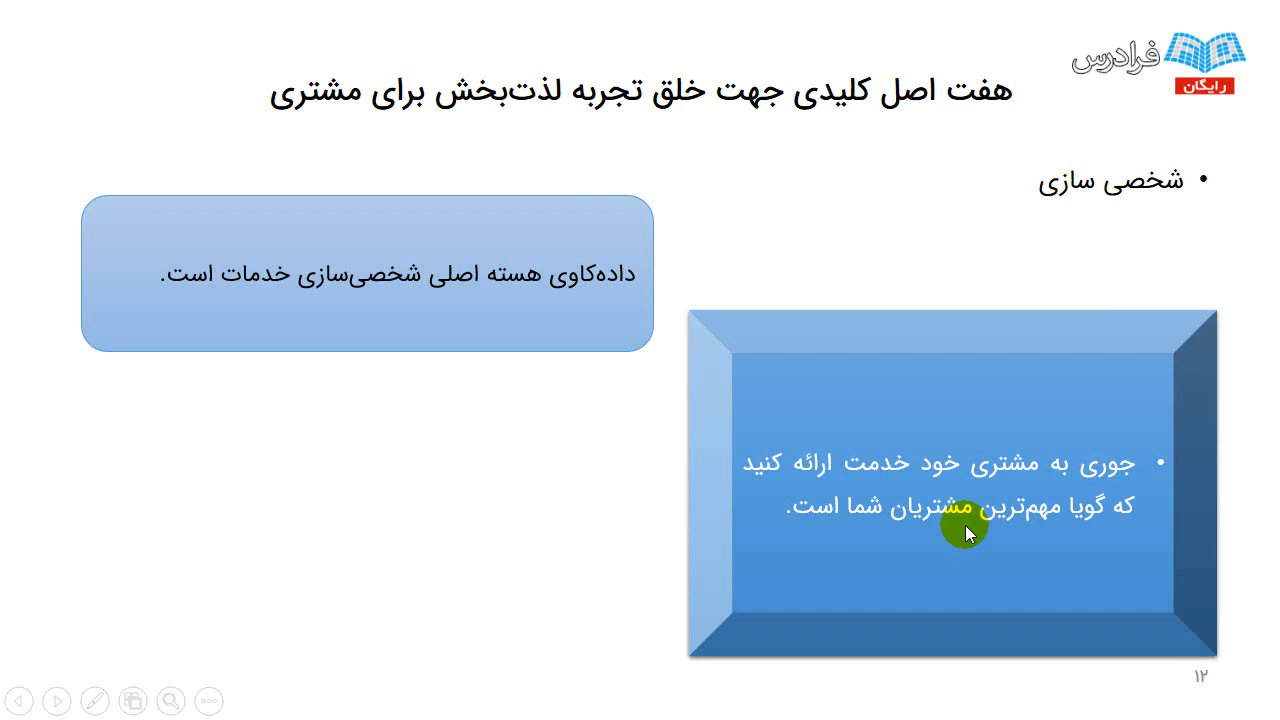 فرادرس
رایگان
هفت اصل کلیدی جهت خلق تجربه لذت‌بخش برای مشتری
• شخصی سازی
داده‌کاوی هسته اصلی شخصی‌سازی خدمات است.
• جوری به مشتری خود خدمت ارائه کنید
که گویا مهم‌ترین مشتریان شما است.
۱۲